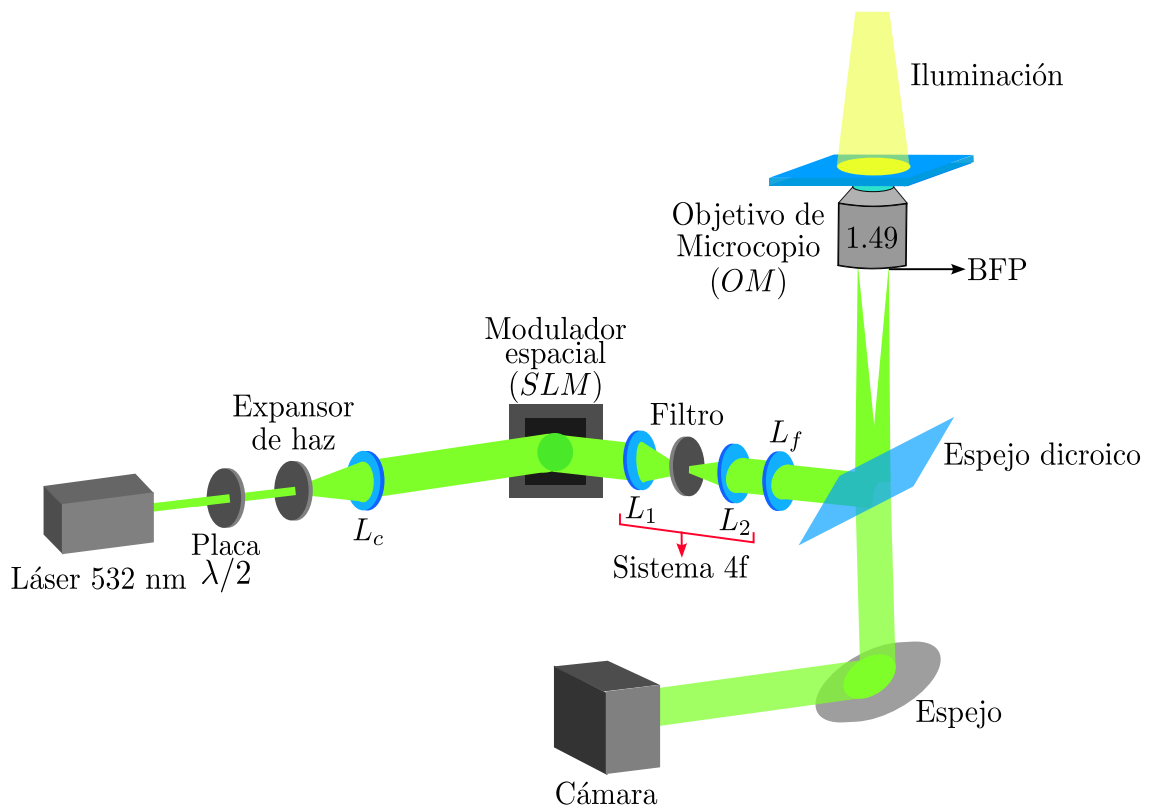 Iluminación
Objetivo de
Microcopio
(OM)
1.49
BFP
Modulador
espacial
(SLM)
Expansor
de haz
Filtro
L_f
Espejo dicroico
L_c
L_1
L_2
Placa
λ/2
Láser 532 nm
Sistema 4f
Espejo
Cámara